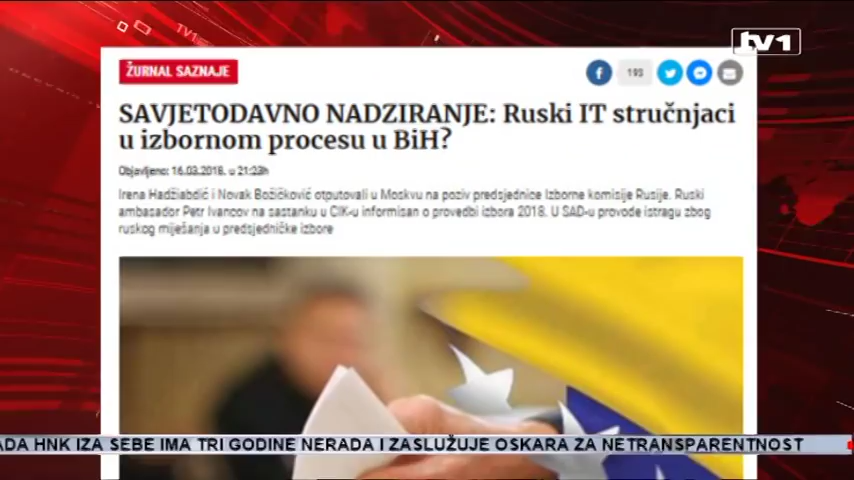 TV1
tv1
ŽURNAL SAZNAJE
193
SAVJETODAVNO NADZIRANJE: Ruski IT stručnjaci
u izbornom procesu u BiH?
Objavljeno: 16.03.2018. u 21:23h
Irena Hadžiabdić i Novak Božičković otputovali u Moskvu na poziv predsjednice Izborne komisije Rusije. Ruski
ambasador Petr Ivancov na sastanku u CIK-u informisan o provedbi izbora 2018. U SAD-u provode istragu zbog
ruskog miješanja u predsjedničke izbore
ADA HNK IZA SEBE IMA TRI GODINE NERADA I ZASLUŽUJE OSKARA ZA NETRANSPARENTNOST